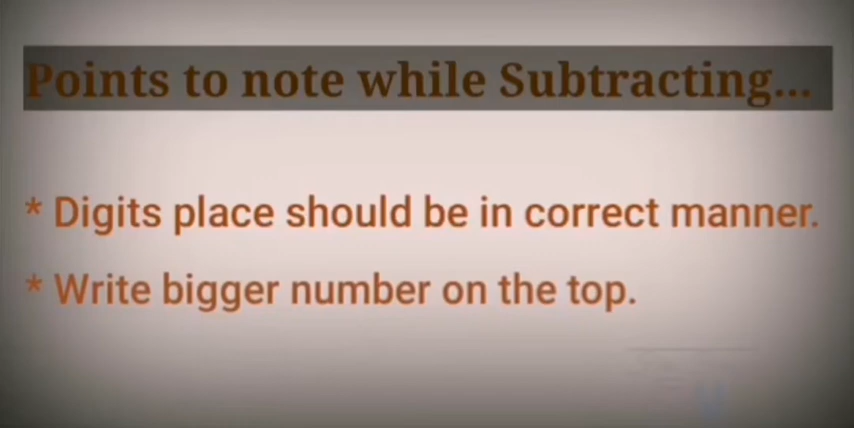 Points to note while Subtracting...
* Digits place should be in correct manner.
* Write bigger number on the top.